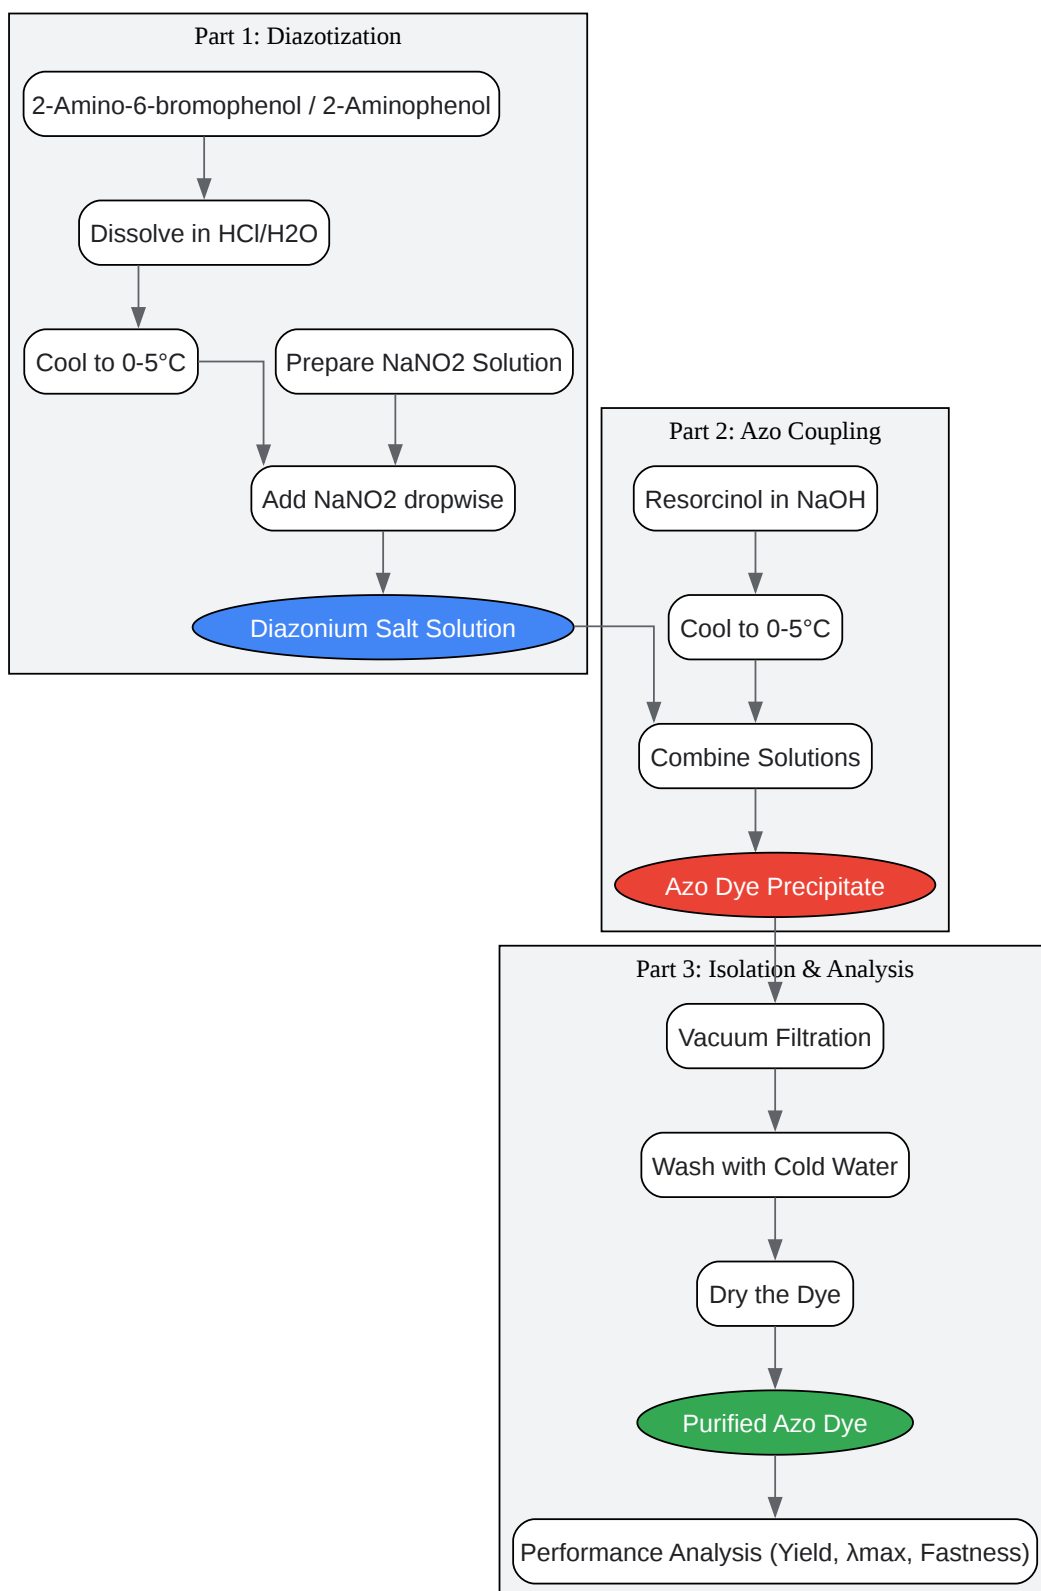 Part 1: Diazotization
2-Amino-6-bromophenol / 2-Aminophenol
Dissolve in HCl/H2O
Cool to 0-5°C
Prepare NaNO2 Solution
Add NaNO2 dropwise
Diazonium Salt Solution
Part 2: Azo Coupling
Resorcinol in NaOH
Cool to 0-5°C
Combine Solutions
Azo Dye Precipitate
Part 3: Isolation & Analysis
Vacuum Filtration
Wash with Cold Water
Dry the Dye
Purified Azo Dye
Performance Analysis (Yield, λmax, Fastness)